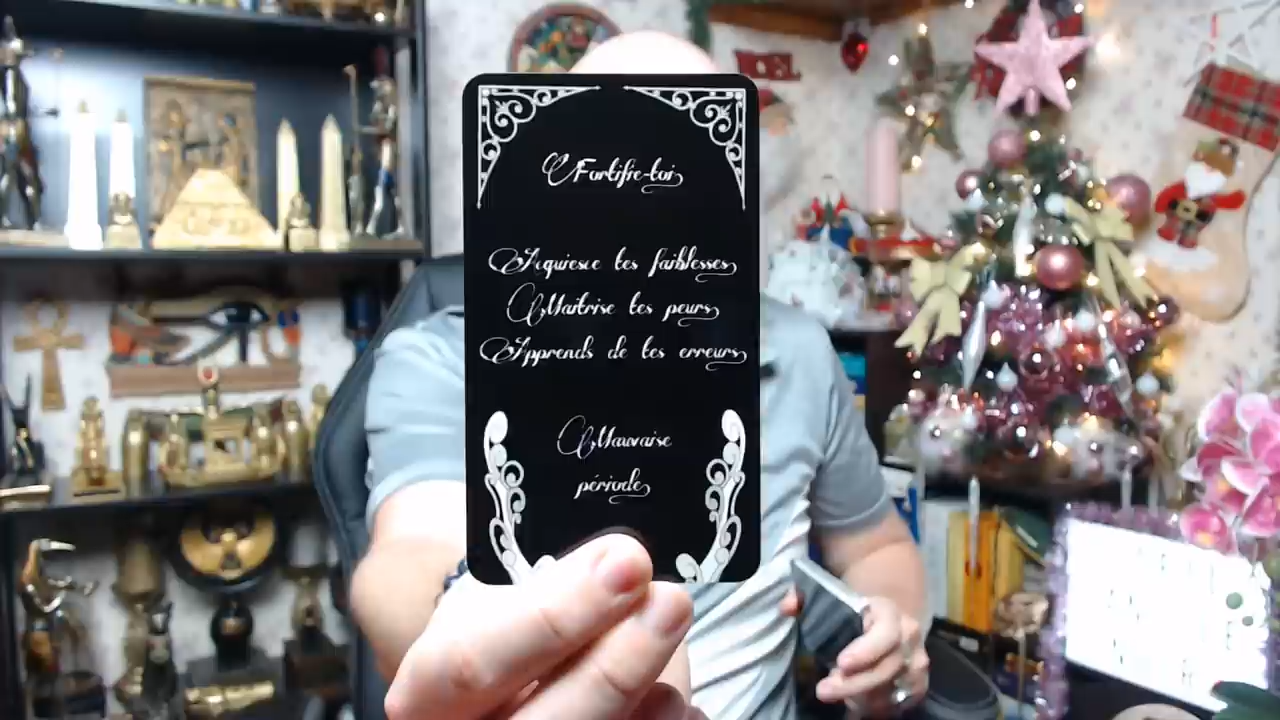 Fortifie-toi
Acquiesce tes faiblesses
Maitrise tes peurs
Apprends de tes erreurs
Mauvaise
période